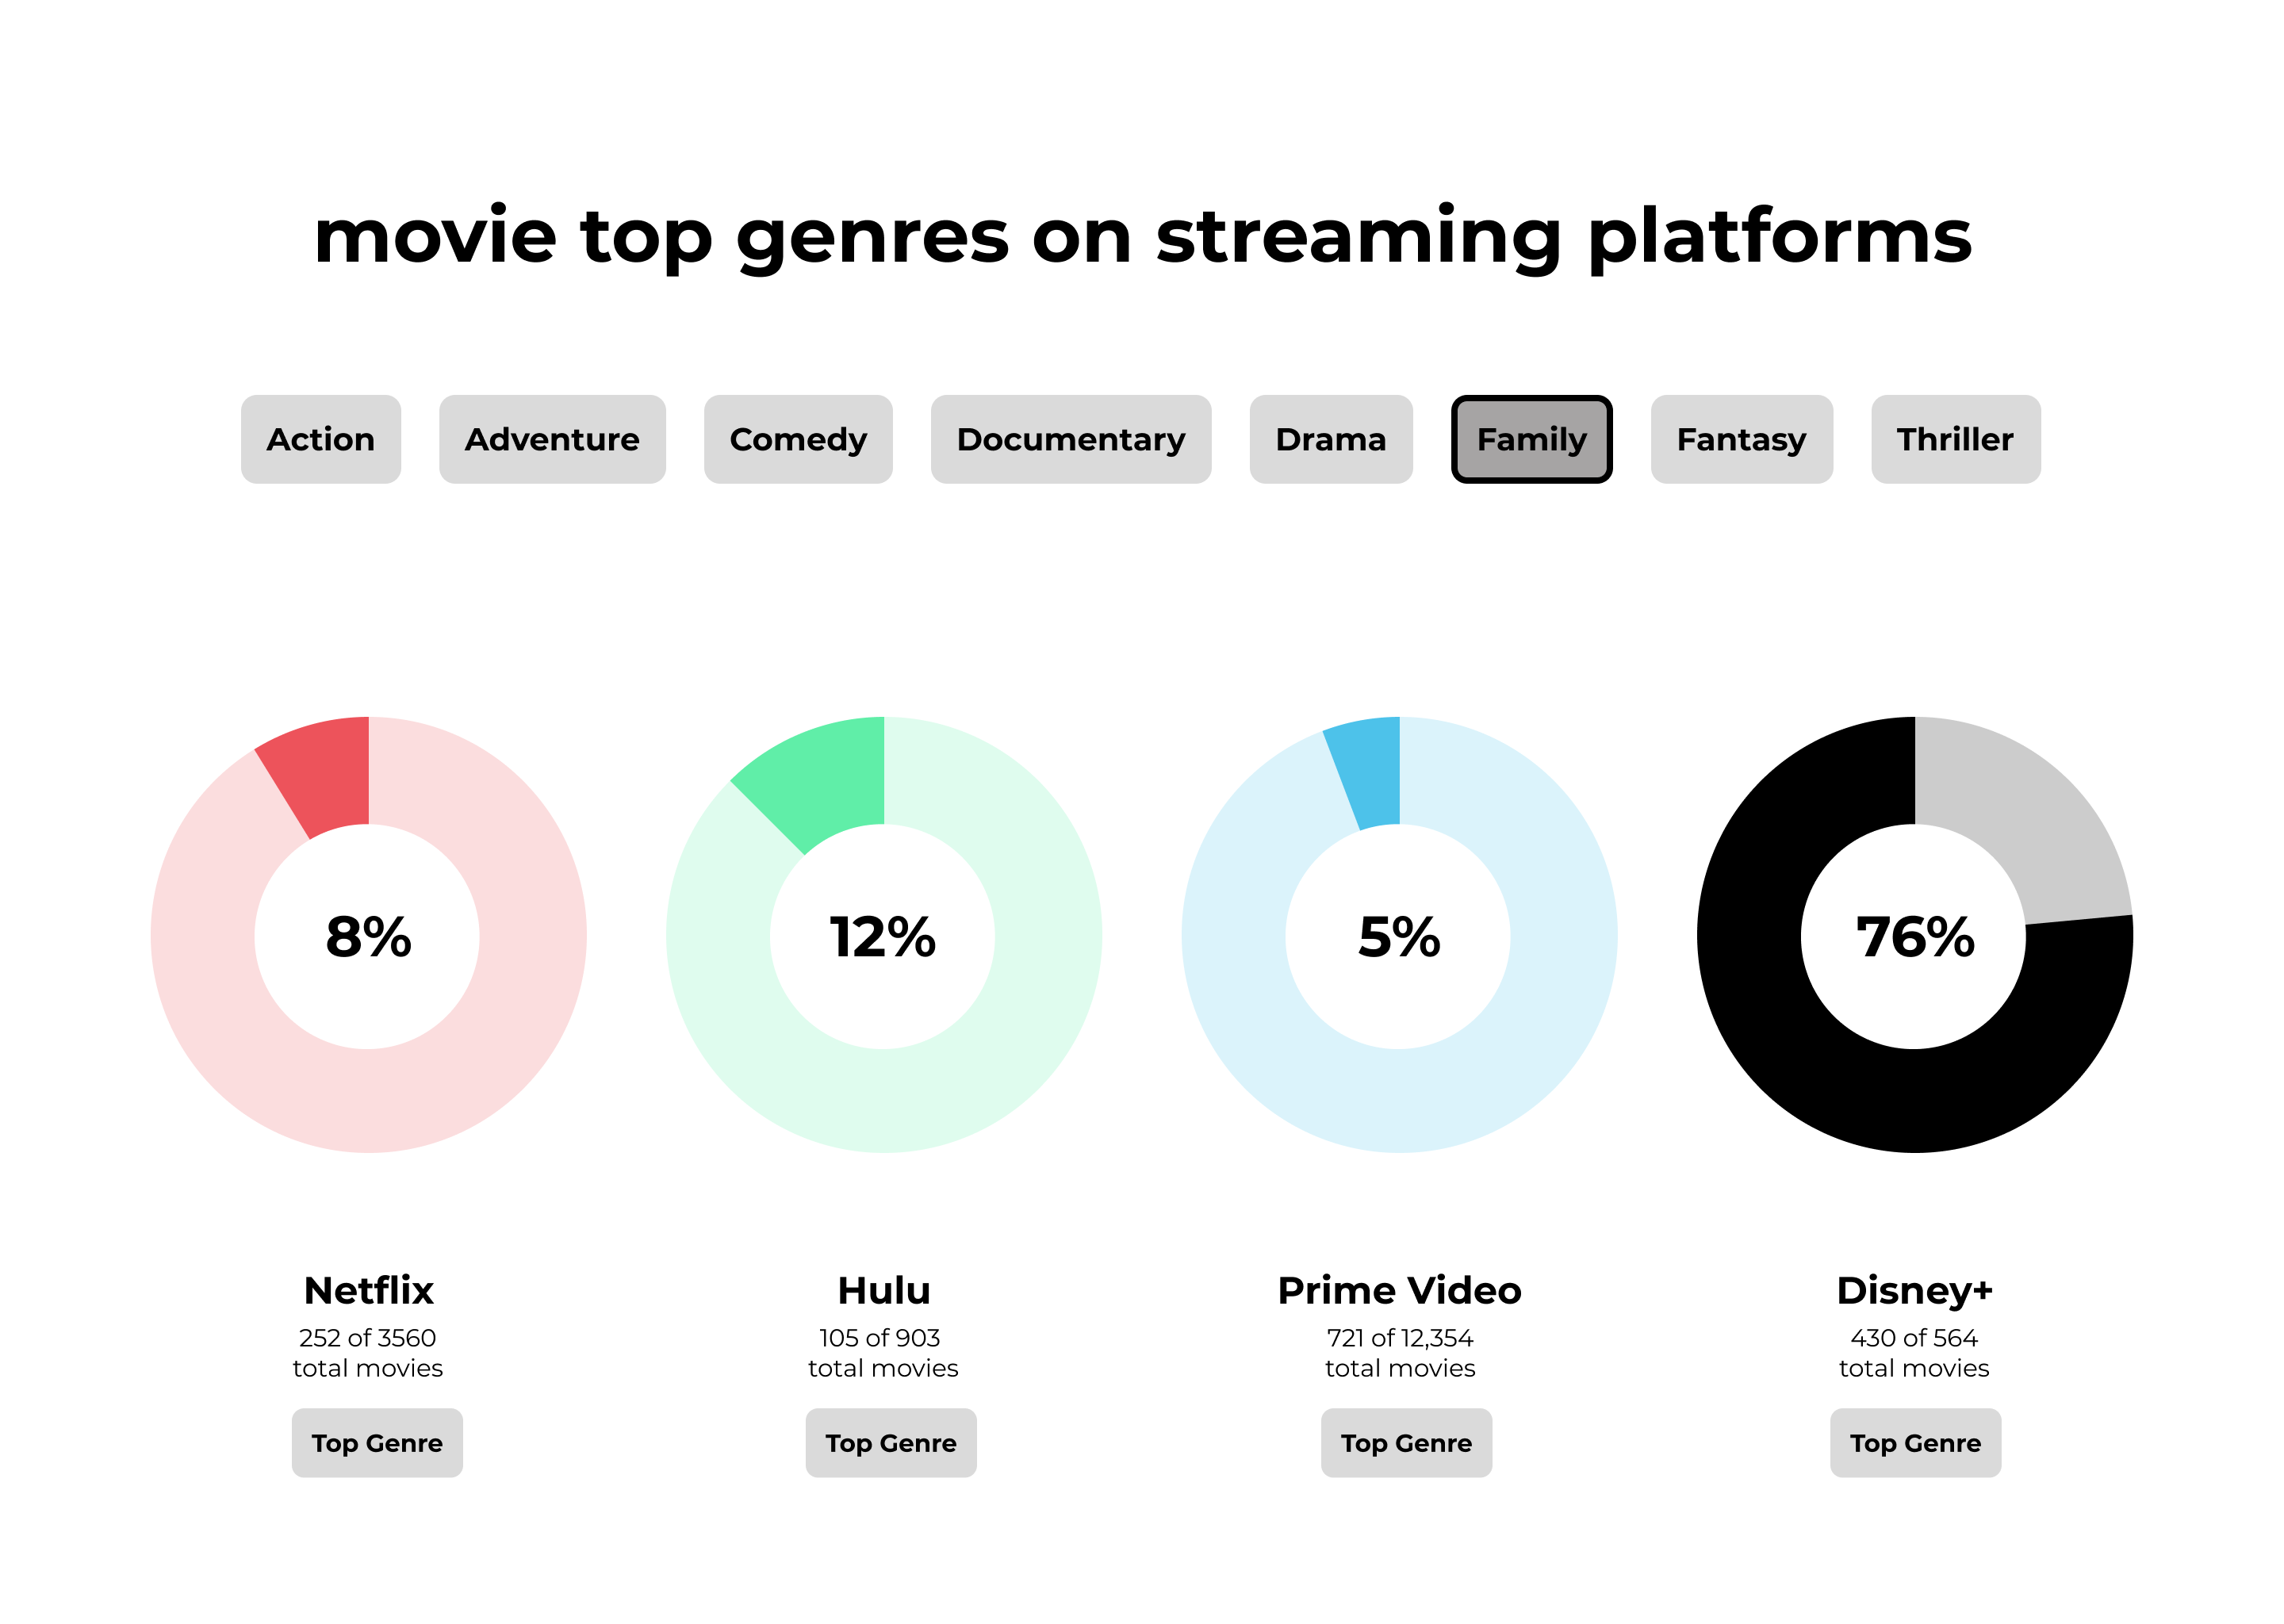 movie top genres on streaming platforms
Action
Adventure
Comedy
Documentary
Drama
Family
Fantasy
Thriller
8%
12%
5%
76%
Netflix
252 of 3560
total movies
Top Genre
Hulu
105 of 903
total movies
Top Genre
Prime Video
721 of 12,354
total movies
Top Genre
Disney+
430 of 564
total movies
Top Genre